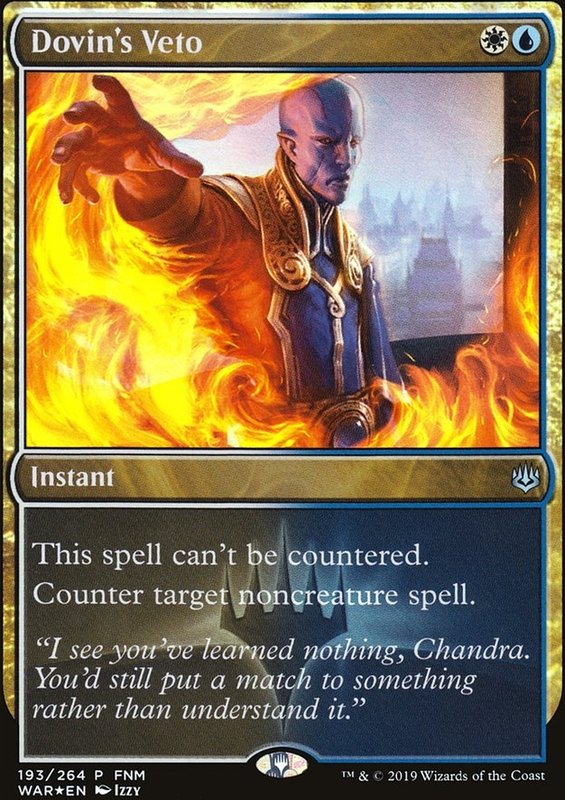 Dovin's Veto
Instant
This spell can't be countered.
Counter target noncreature spell.
“I see you've learned nothing, Chandra.
You'd still put a match to something
rather than understand it.”
193/264 P FNM
WAR★EN Izzy
™ & © 2019 Wizards of the Coast